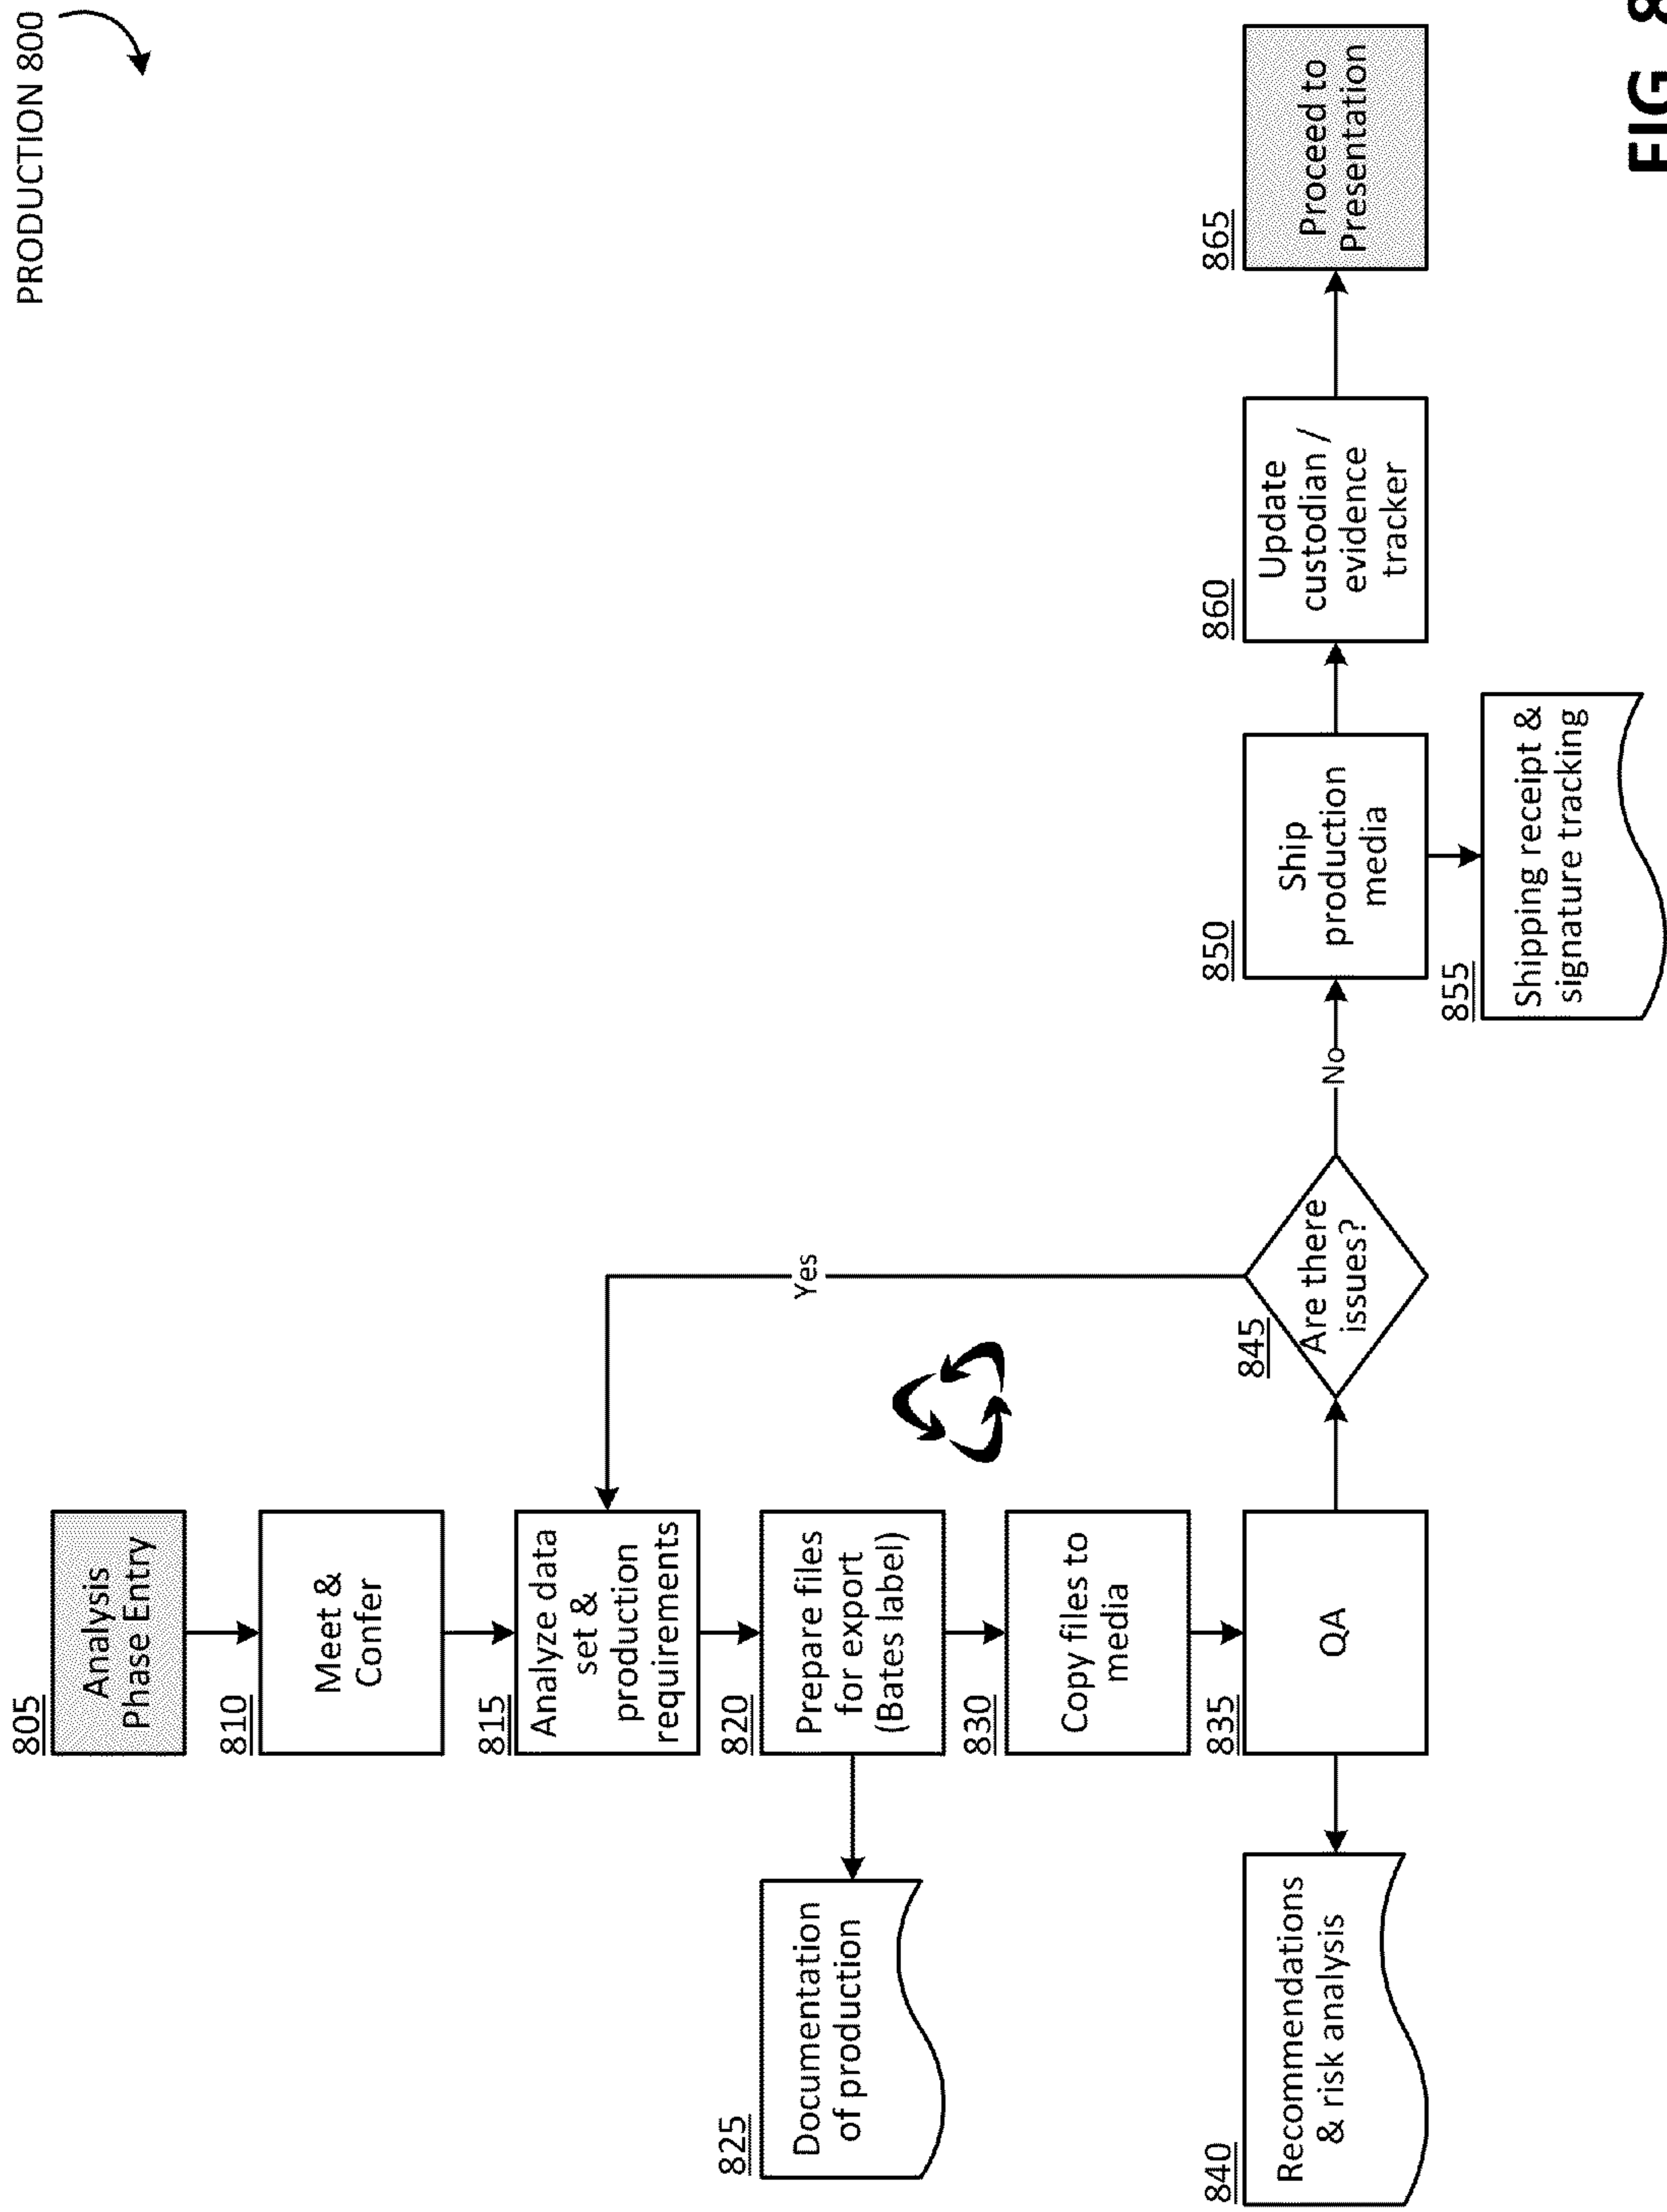 PRODUCTION 800
805
Analysis
Phase Entry
810
Meet &
Confer
815
Analyze data
set &
production
requirements
820
Prepare files
for export
(Bates label)
825
Documentation
of production
830
Copy files to
media
835
QA
840
Recommendations
& risk analysis
845
Are there
issues?
Yes
No
850
Ship
production
media
855
Shipping receipt &
signature tracking
860
Update
custodian /
evidence
tracker
865
Proceed to
Presentation
FIG 8